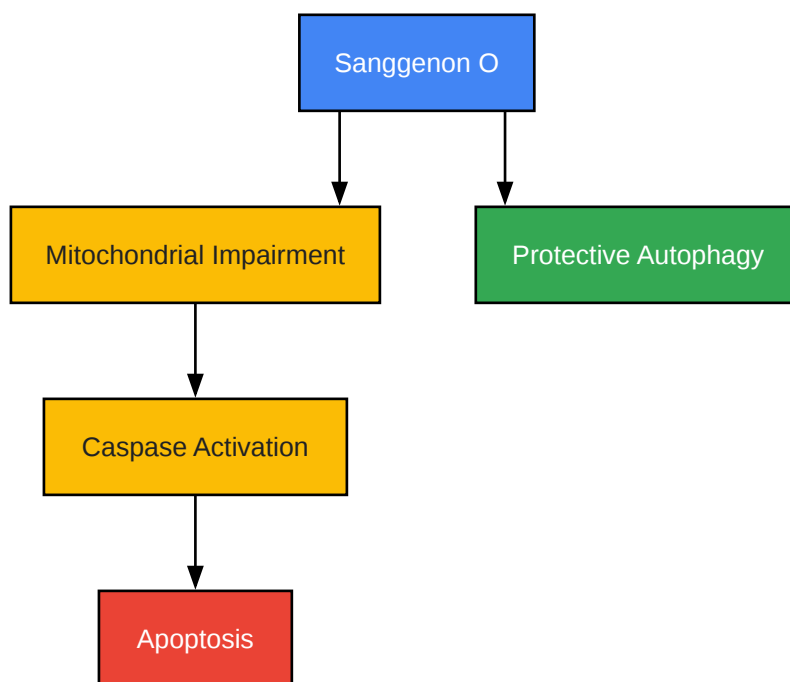 Sanggenon O
Mitochondrial Impairment
Protective Autophagy
Caspase Activation
Apoptosis